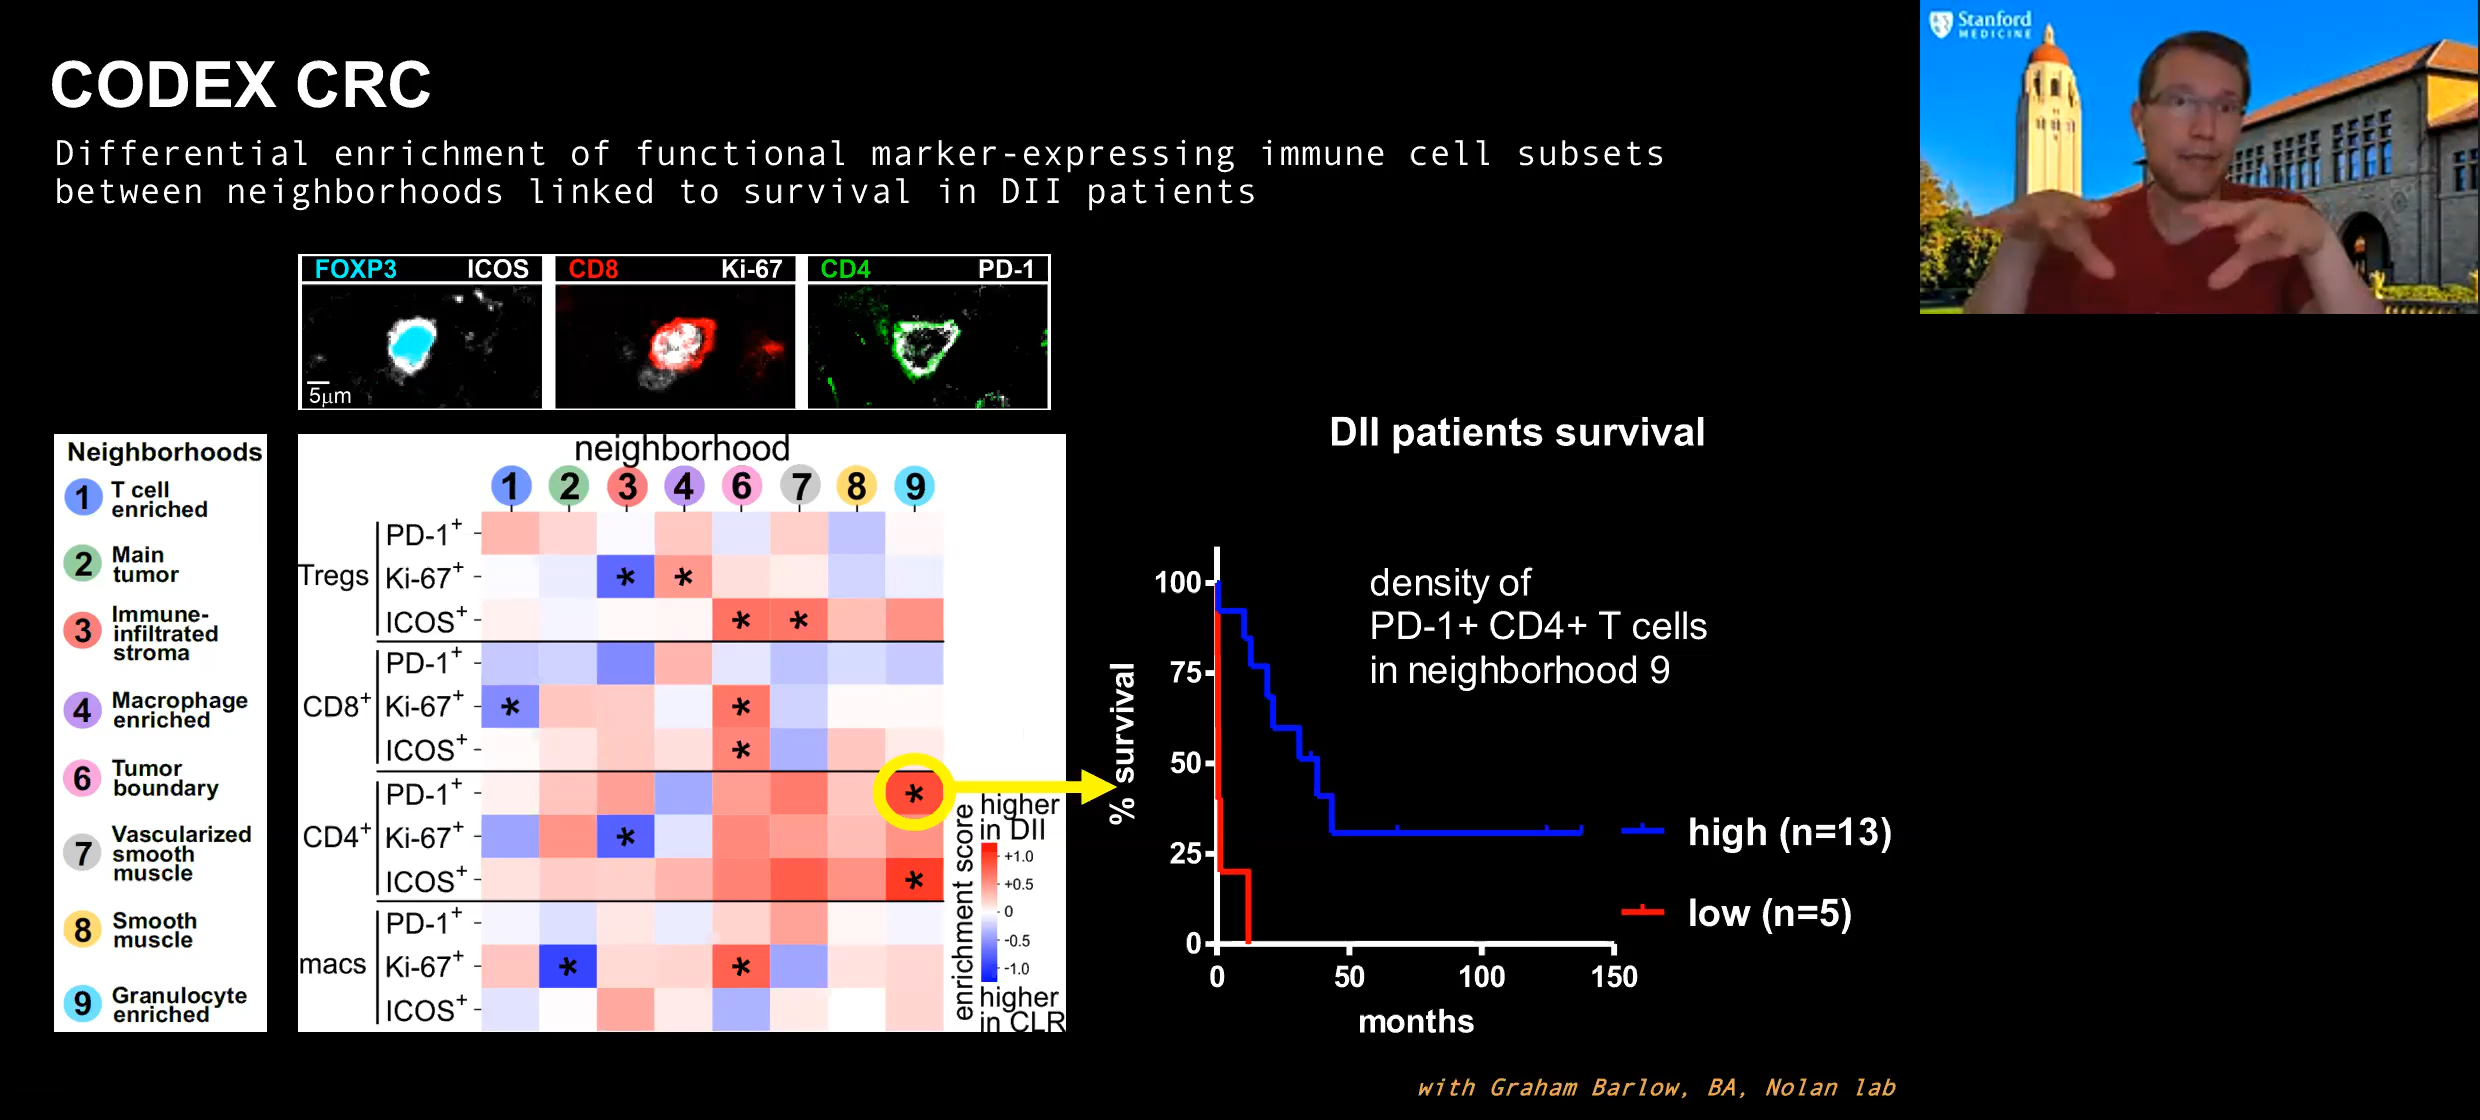 Stanford
MEDICINE
CODEX CRC
Differential enrichment of functional marker-expressing immune cell subsets
between neighborhoods linked to survival in DII patients
FOXP3 ICOS
CD8 Ki-67
CD4 PD-1
5μm
Neighborhoods
1 T cell
enriched
2 Main
tumor
3 Immune-
infiltrated
stroma
4 Macrophage
enriched
6 Tumor
boundary
7 Vascularized
smooth
muscle
8 Smooth
muscle
9 Granulocyte
enriched
neighborhood
1 2 3 4 6 7 8 9
Tregs
PD-1+
Ki-67+ * *
ICOS+ * *
CD8+
PD-1+
Ki-67+ * *
ICOS+ *
CD4+
PD-1+ *
Ki-67+ *
ICOS+ *
macs
PD-1+
Ki-67+ * *
ICOS+
enrichment score
higher
in DII
+1.0
+0.5
0
-0.5
-1.0
higher
in CLR
DII patients survival
density of
PD-1+ CD4+ T cells
in neighborhood 9
% survival
100
75
50
25
0
0 50 100 150
months
high (n=13)
low (n=5)
with Graham Barlow, BA, Nolan lab